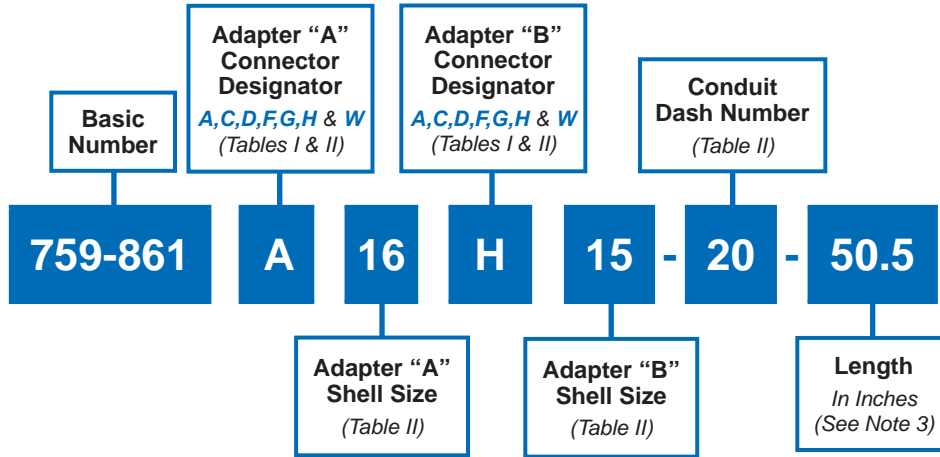 Adapter “A”
Connector
Designator
A,C,D,F,G,H & W
(Tables I & II)
Adapter “B”
Connector
Designator
A,C,D,F,G,H & W
(Tables I & II)
Basic
Number
Conduit
Dash Number
(Table II)
759-861 A 16 H 15 - 20 - 50.5
Adapter “A”
Shell Size
(Table II)
Adapter “B”
Shell Size
(Table II)
Length
In Inches
(See Note 3)